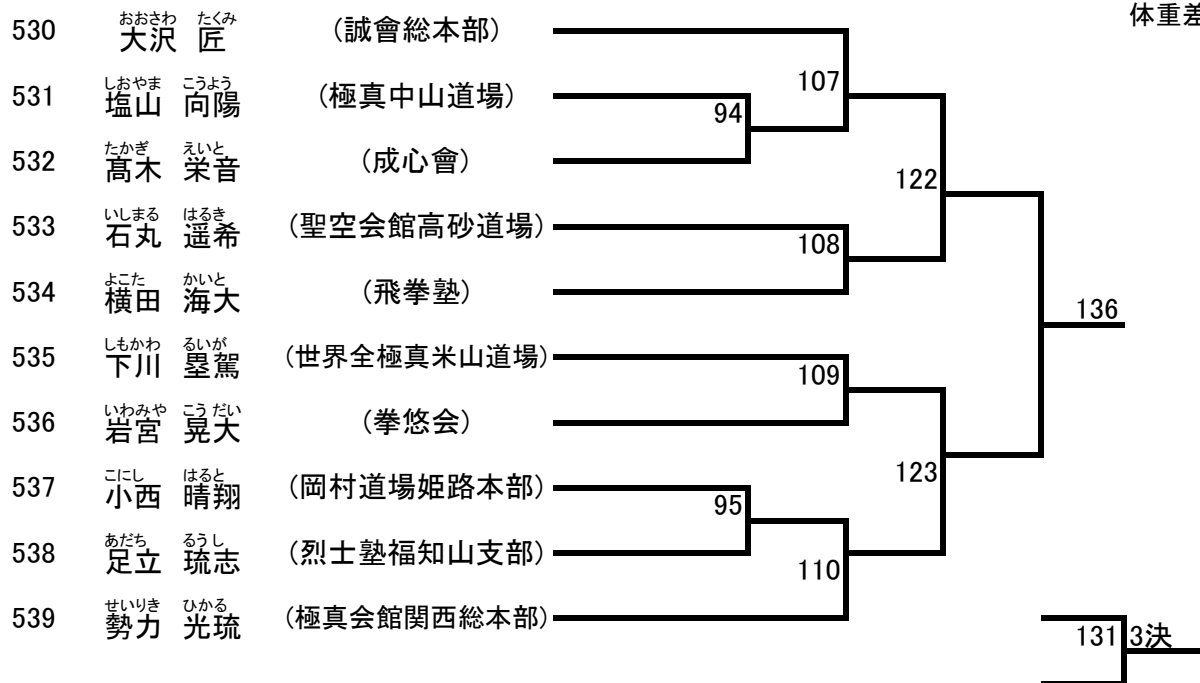 体重差
おおさわ たくみ
530 大沢 匠 (誠會総本部)
しおやま こうよう
531 塩山 向陽 (極真中山道場)
107
94
たかぎ えいと
532 髙木 栄音 (成心會)
122
いしまる はるき
533 石丸 遥希 (聖空会館高砂道場)
108
よこた かいと
534 横田 海大 (飛拳塾)
136
しもかわ るいが
535 下川 塁駕 (世界全極真米山道場)
109
いわみや こうだい
536 岩宮 晃大 (拳悠会)
123
こにし はると
537 小西 晴翔 (岡村道場姫路本部)
95
あだち るうし
538 足立 琉志 (烈士塾福知山支部)
110
せいりき ひかる
539 勢力 光琉 (極真会館関西総本部)
131 3決